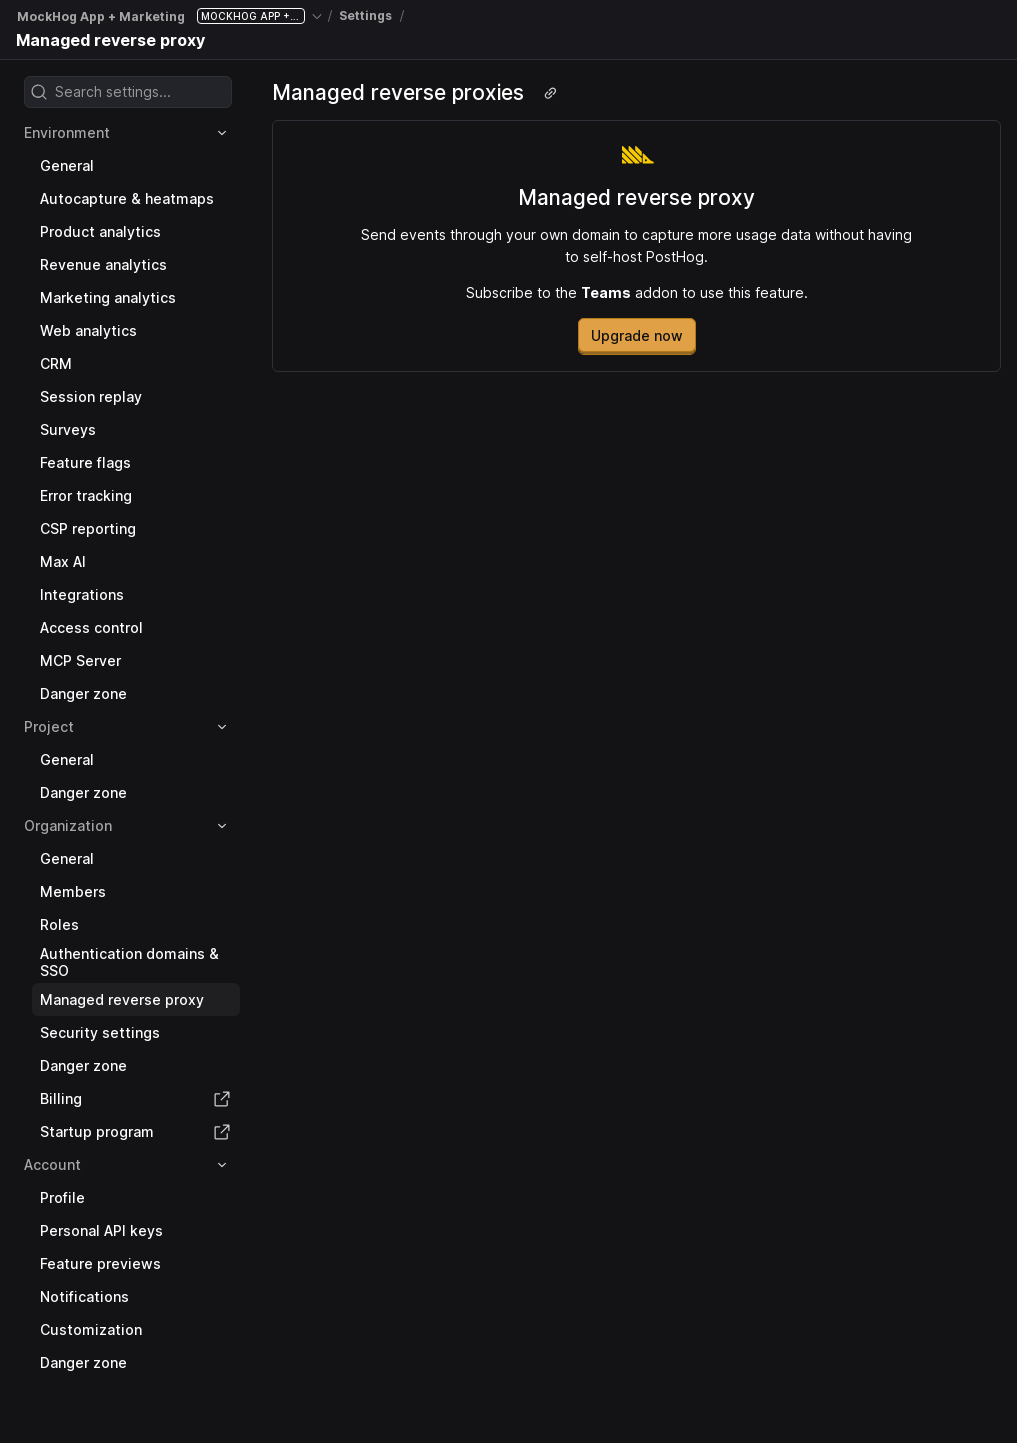 MockHog App + Marketing MOCKHOG APP +... / Settings /
Managed reverse proxy
Search settings...
Environment
General
Autocapture & heatmaps
Product analytics
Revenue analytics
Marketing analytics
Web analytics
CRM
Session replay
Surveys
Feature flags
Error tracking
CSP reporting
Max AI
Integrations
Access control
MCP Server
Danger zone
Project
General
Danger zone
Organization
General
Members
Roles
Authentication domains &
SSO
Managed reverse proxy
Security settings
Danger zone
Billing
Startup program
Account
Profile
Personal API keys
Feature previews
Notifications
Customization
Danger zone
Managed reverse proxies
Managed reverse proxy
Send events through your own domain to capture more usage data without having
to self-host PostHog.
Subscribe to the Teams addon to use this feature.
Upgrade now